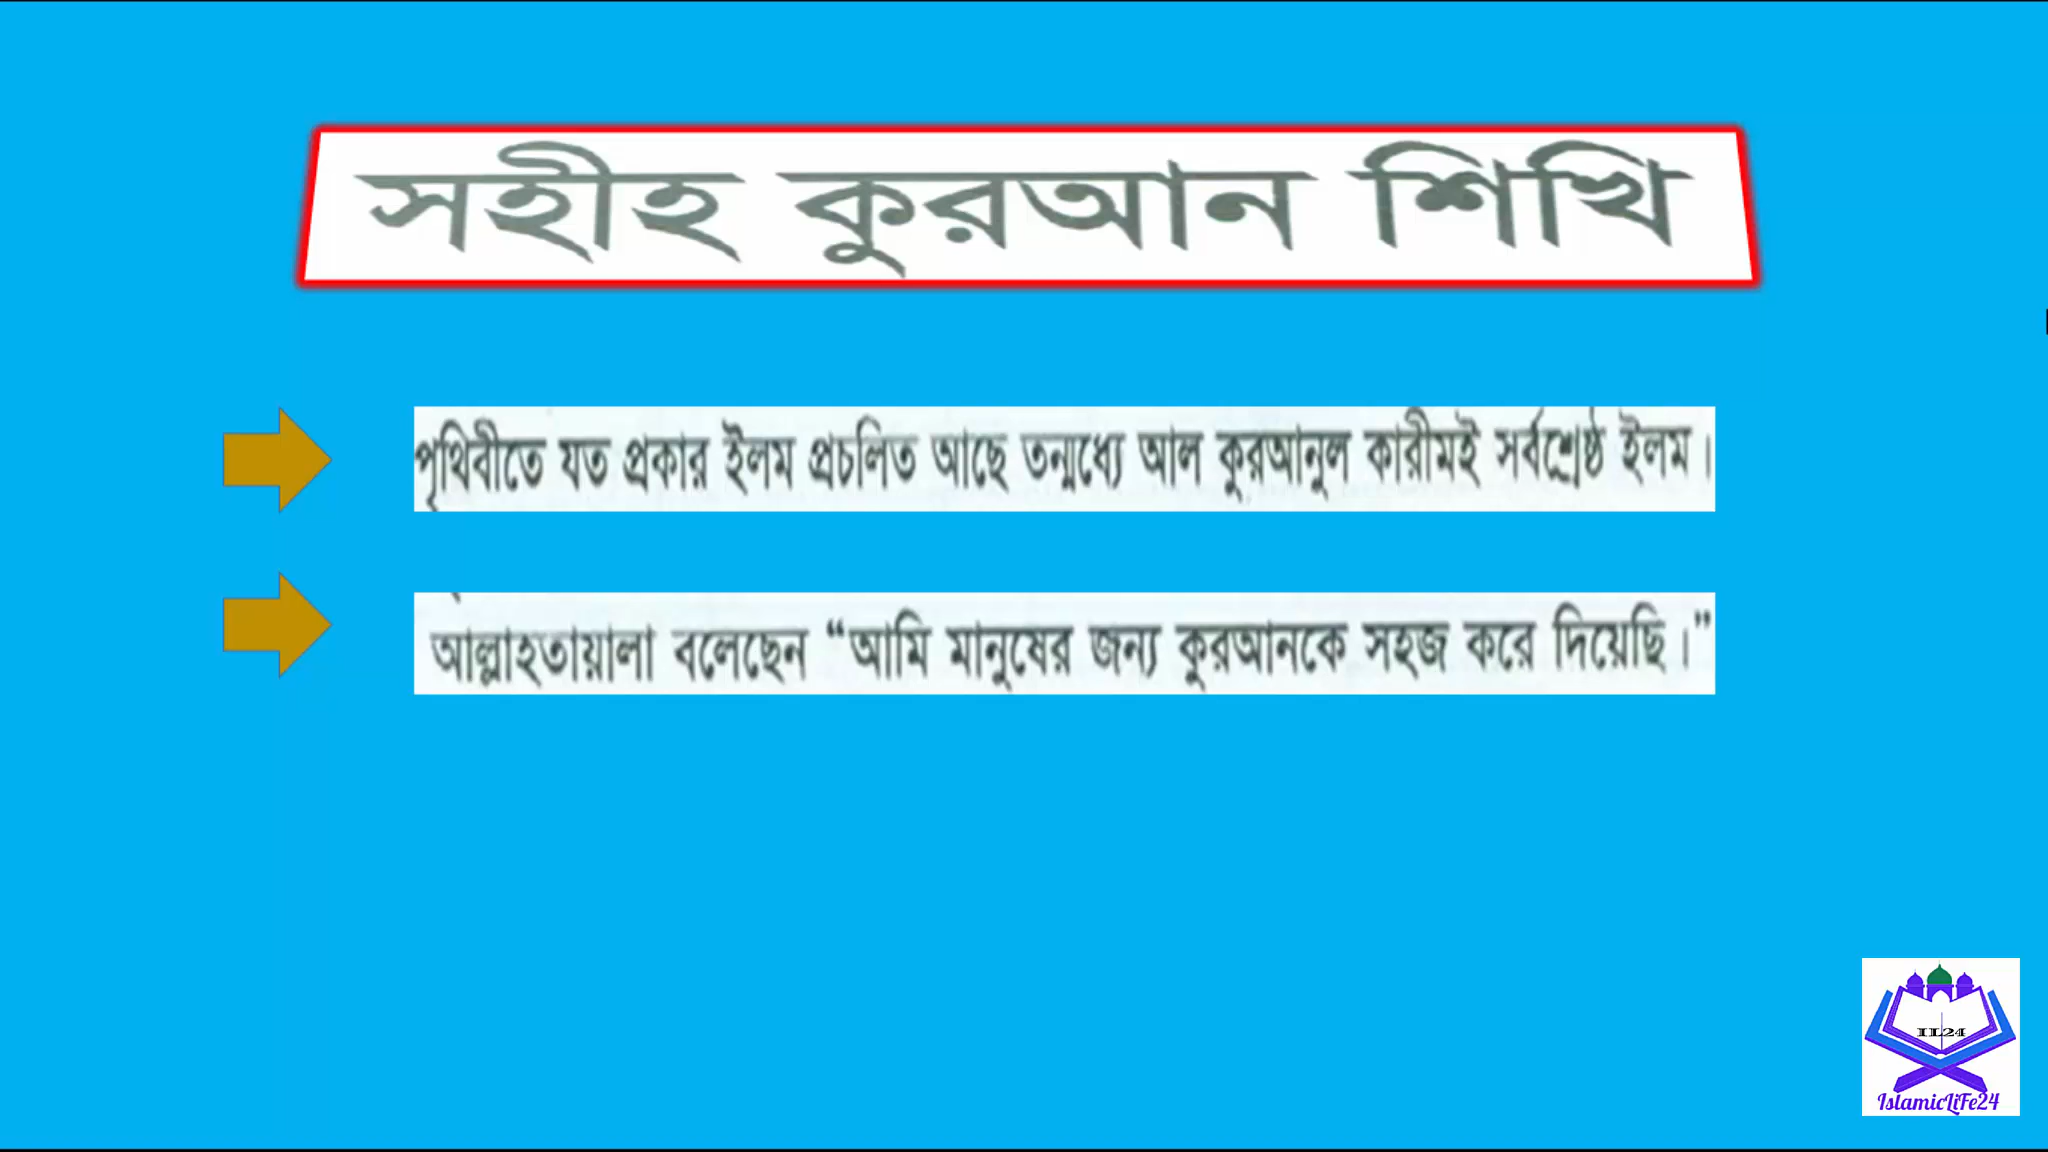 সহীহ কুরআন শিখি
পৃথিবীতে যত প্রকার ইলম প্রচলিত আছে তন্মধ্যে আল কুরআনুল কারীমই সর্বশ্রেষ্ঠ ইলম।
আল্লাহতায়ালা বলেছেন “আমি মানুষের জন্য কুরআনকে সহজ করে দিয়েছি।”
IL24
IslamicLiFe24